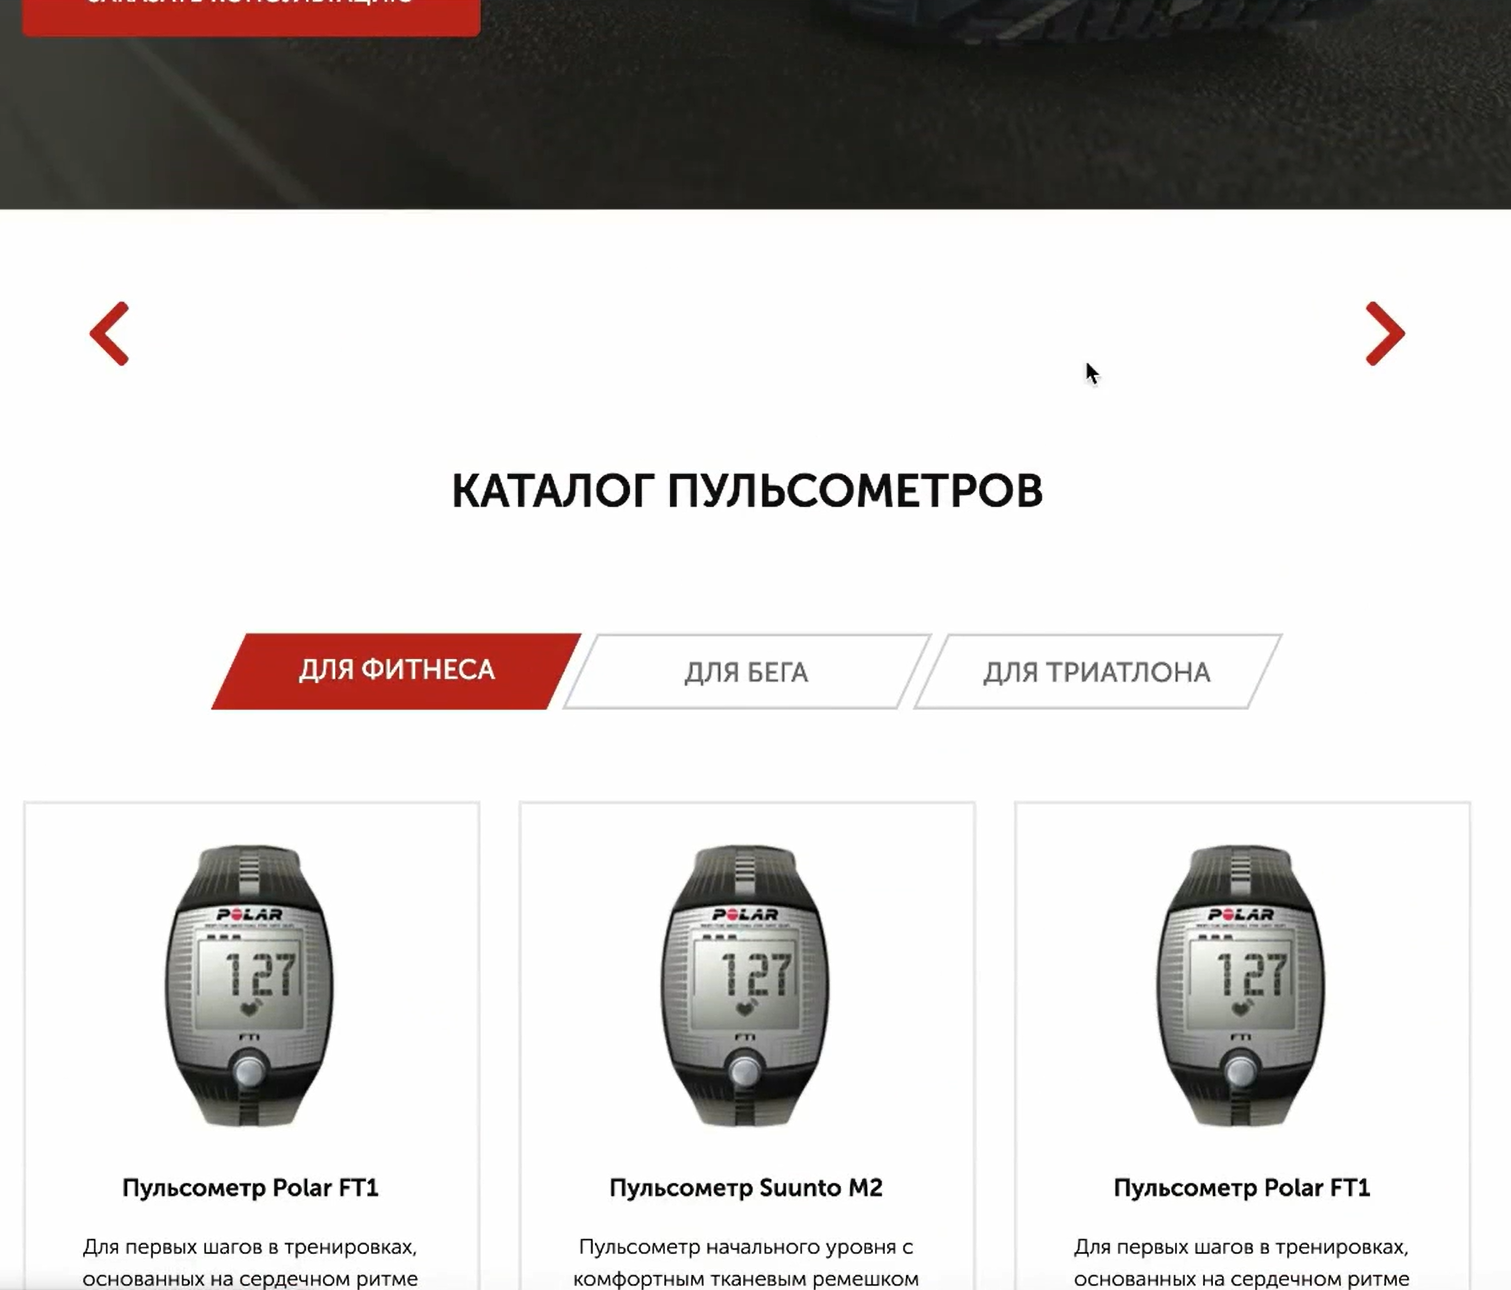 ЗАКАЗАТЬ КОНСУЛЬТАЦИЮ
КАТАЛОГ ПУЛЬСОМЕТРОВ
ДЛЯ ФИТНЕСА
ДЛЯ БЕГА
ДЛЯ ТРИАТЛОНА
POLAR
127
FT1
Пульсометр Polar FT1
Для первых шагов в тренировках,
основанных на сердечном ритме
POLAR
127
FT1
Пульсометр Suunto M2
Пульсометр начального уровня с
комфортным тканевым ремешком
POLAR
127
FT1
Пульсометр Polar FT1
Для первых шагов в тренировках,
основанных на сердечном ритме